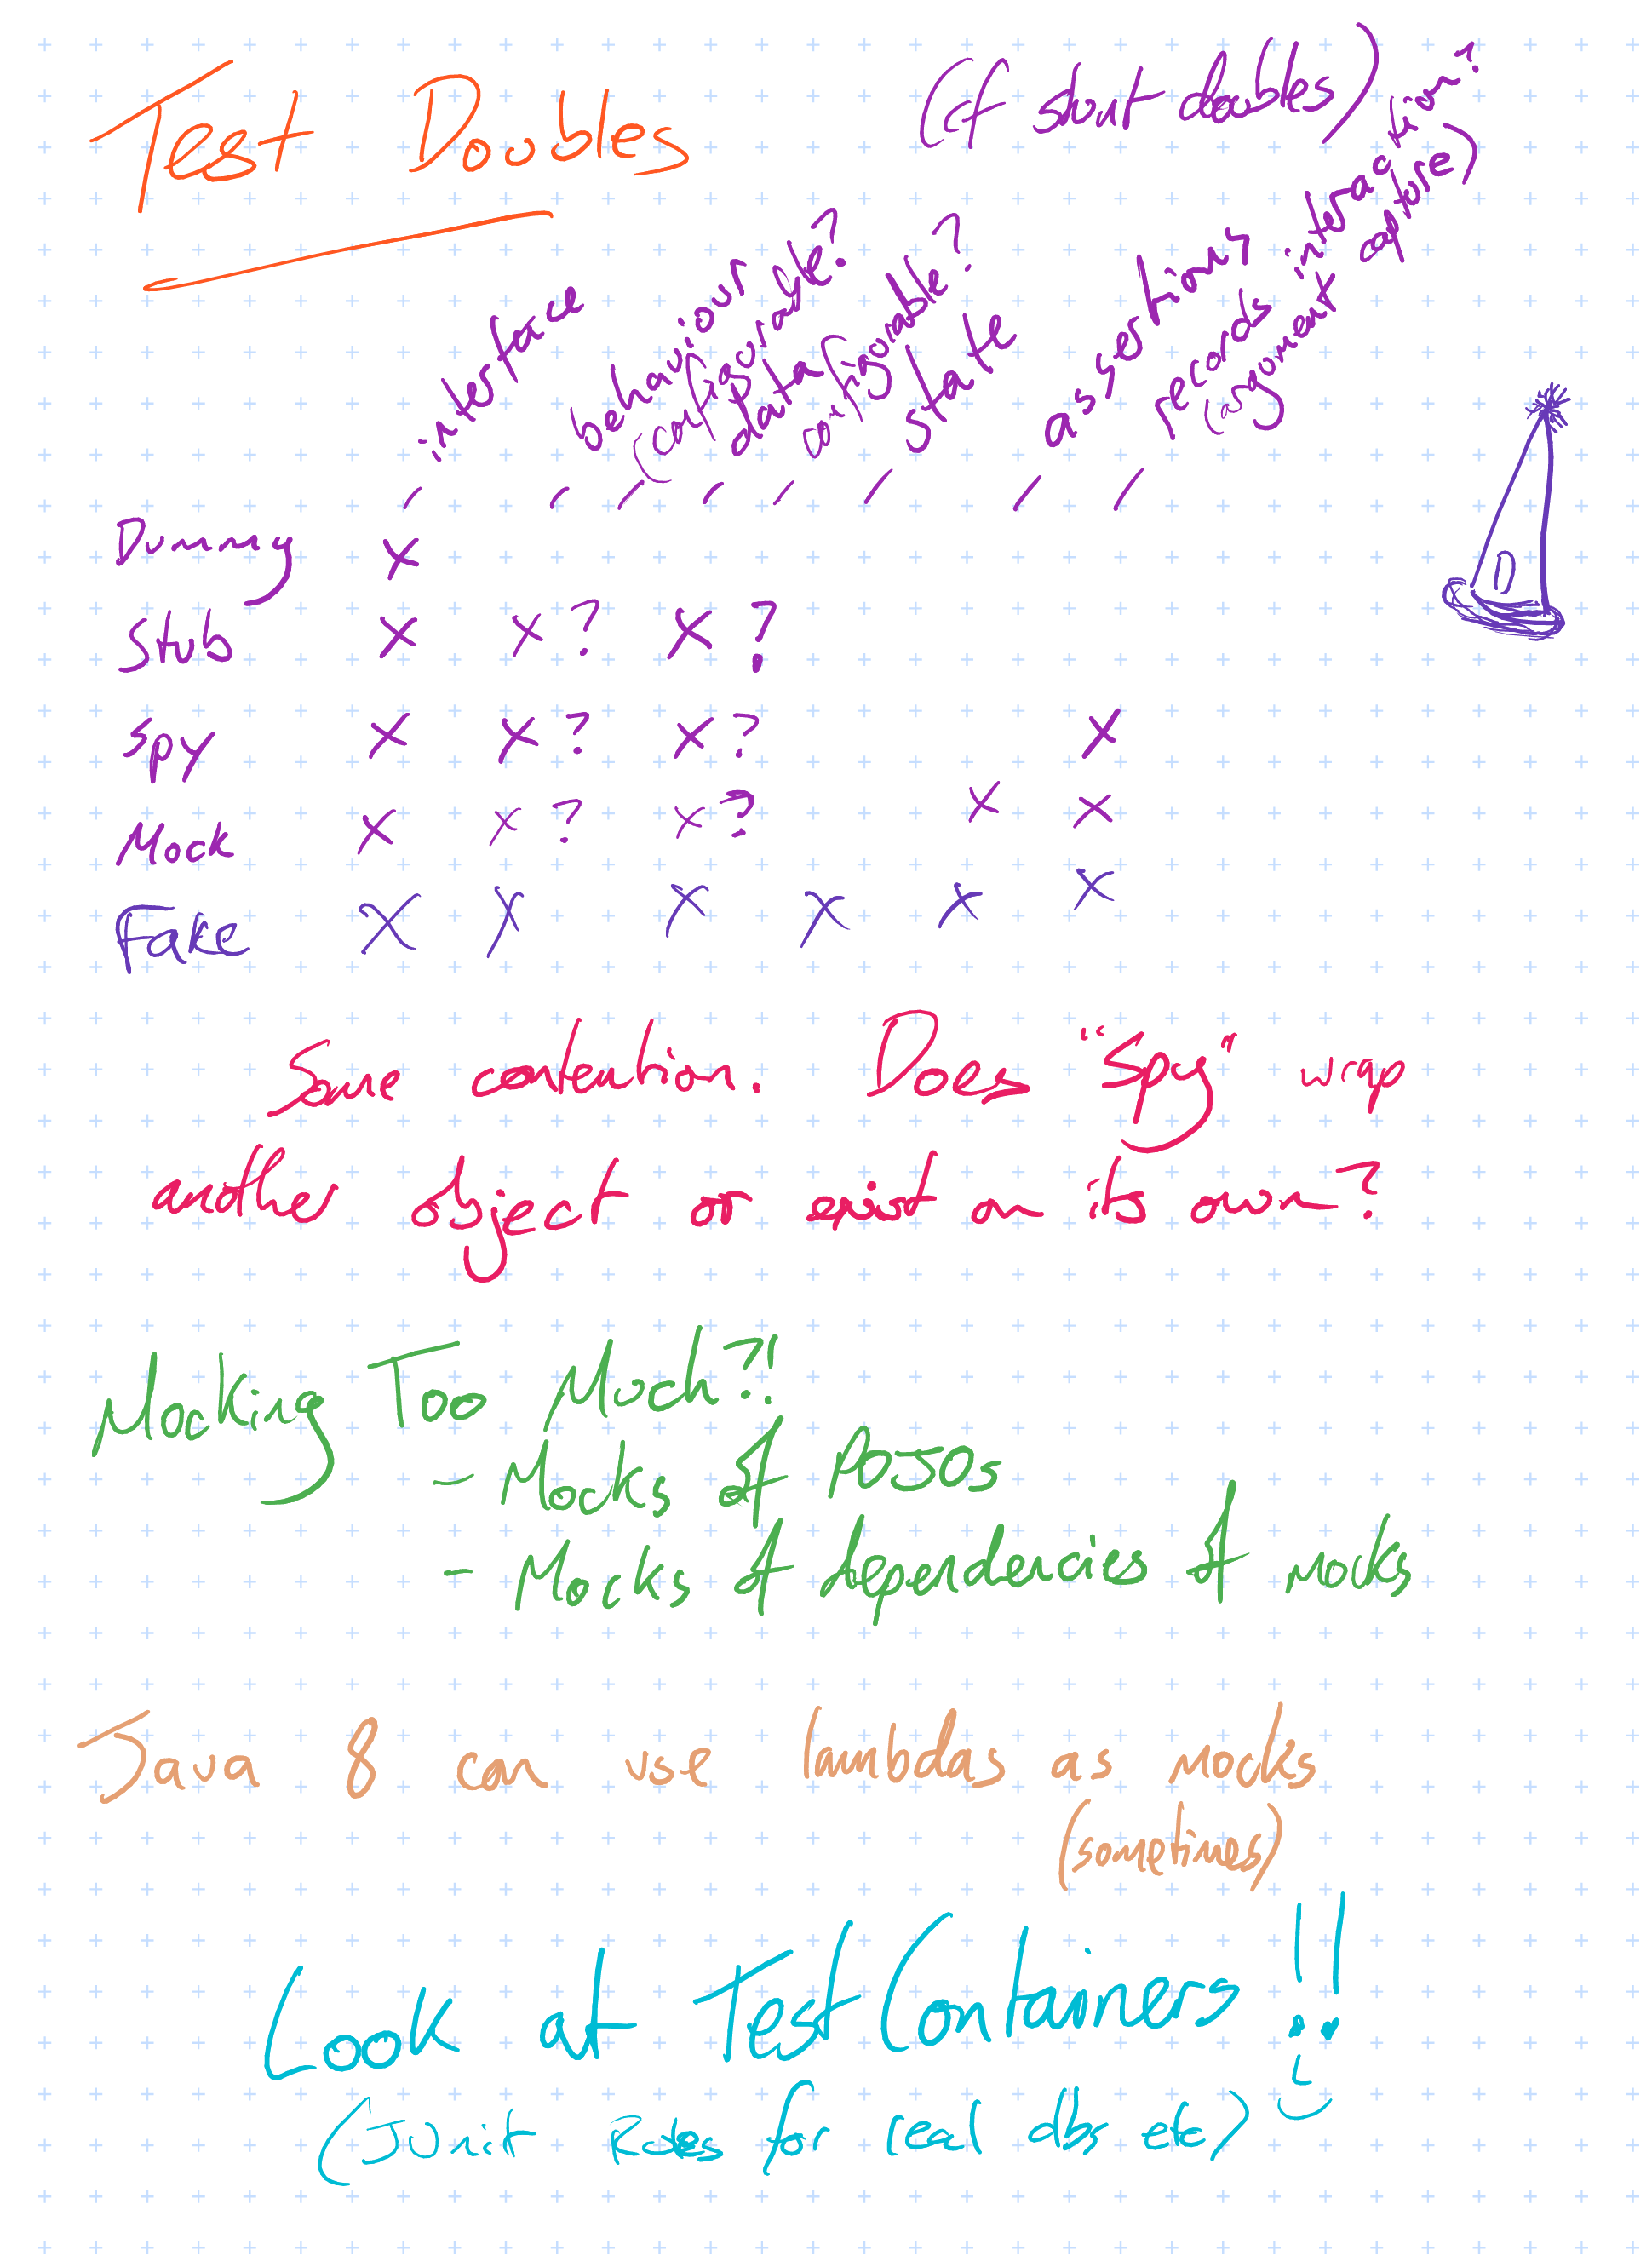 Test Doubles
(cf stunt doubles)
interface
behaviour?
(configurable?
data?
configurable?
state
assertions
records interaction?
(argument capture)
Dummy X
Stub X X? X?
Spy X X? X? X
Mock X X? X? X X
Fake X X X X X X
D
Some contention. Does "Spy" wrap
another object or exist on its own?
Mocking Too Much?!
- Mocks of POJOs
- Mocks of dependencies of mocks
Java 8 can use lambdas as mocks
(sometimes)
Look at TestContainers!!
(JUnit Rules for real dbs etc)